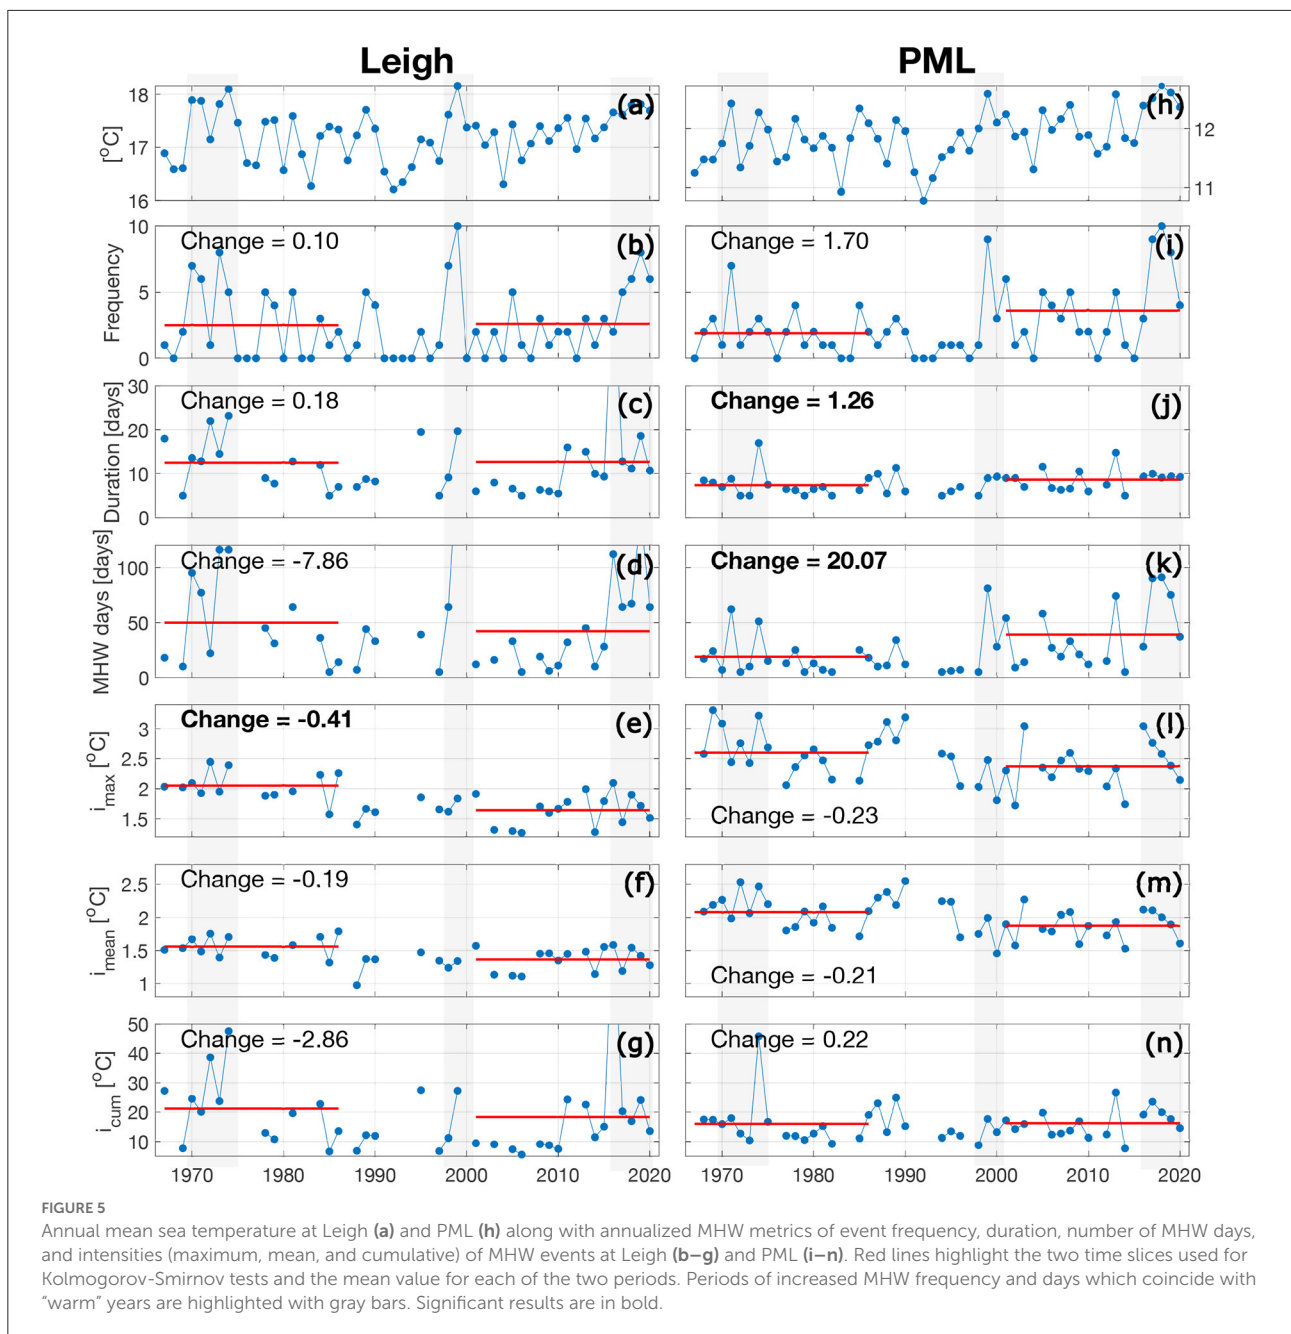 Leigh
PML
[°C]
18
17
16
(a)
(h)
12
11
Frequency
10
5
0
Change = 0.10
(b)
Change = 1.70
(i)
Duration [days]
30
20
10
0
Change = 0.18
(c)
Change = 1.26
(j)
MHW days [days]
100
50
0
Change = -7.86
(d)
Change = 20.07
(k)
i_max [°C]
3
2.5
2
1.5
Change = -0.41
(e)
Change = -0.23
(l)
i_mean [°C]
2.5
2
1.5
1
Change = -0.19
(f)
Change = -0.21
(m)
i_cum [°C]
50
40
30
20
10
Change = -2.86
(g)
Change = 0.22
(n)
1970 1980 1990 2000 2010 2020
1970 1980 1990 2000 2010 2020
FIGURE 5
Annual mean sea temperature at Leigh (a) and PML (h) along with annualized MHW metrics of event frequency, duration, number of MHW days,
and intensities (maximum, mean, and cumulative) of MHW events at Leigh (b–g) and PML (i–n). Red lines highlight the two time slices used for
Kolmogorov-Smirnov tests and the mean value for each of the two periods. Periods of increased MHW frequency and days which coincide with
"warm" years are highlighted with gray bars. Significant results are in bold.